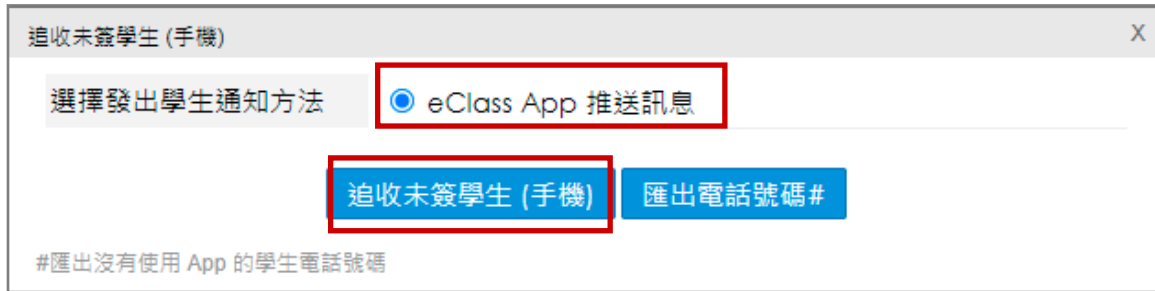 追收未簽學生 (手機) X
選擇發出學生通知方法 eClass App 推送訊息
追收未簽學生 (手機) 匯出電話號碼#
#匯出沒有使用 App 的學生電話號碼